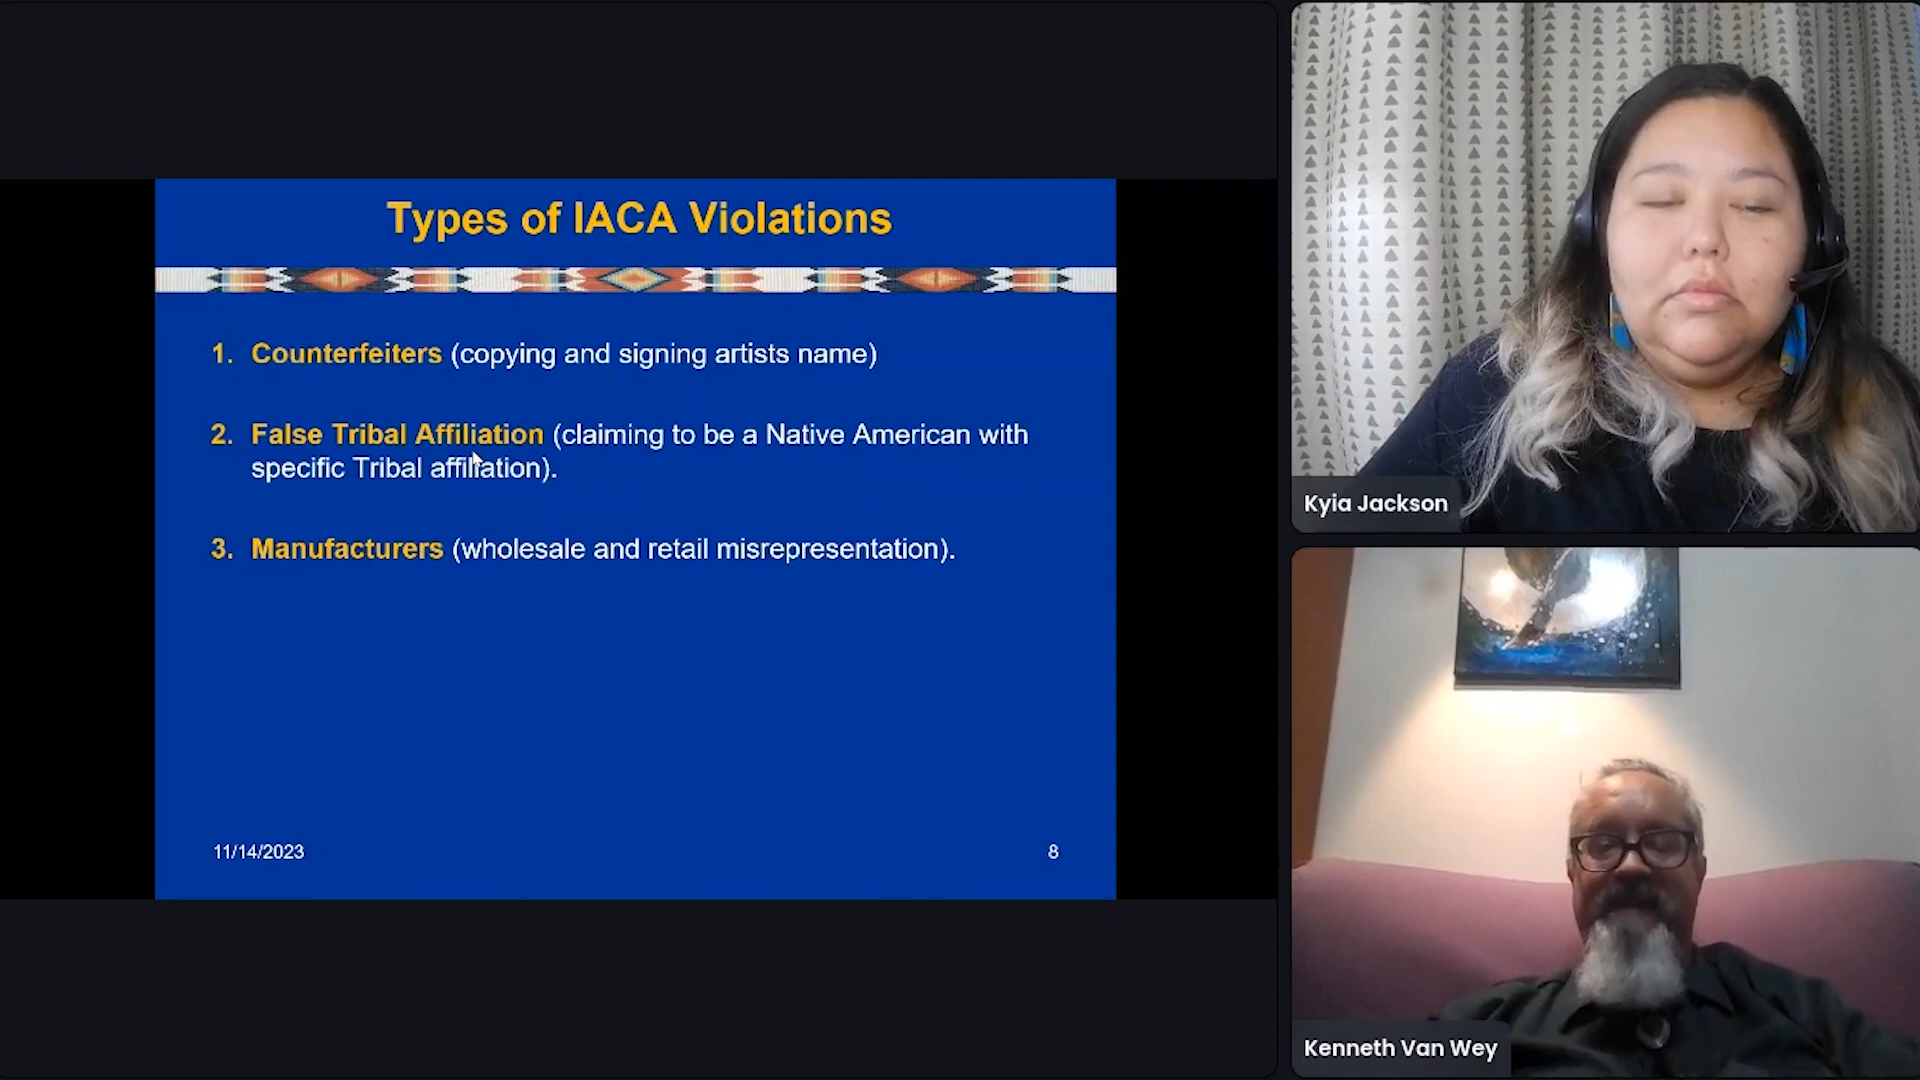 Types of IACA Violations
1. Counterfeiters (copying and signing artists name)
2. False Tribal Affiliation (claiming to be a Native American with
specific Tribal affiliation).
3. Manufacturers (wholesale and retail misrepresentation).
11/14/2023
8
Kyia Jackson
Kenneth Van Wey